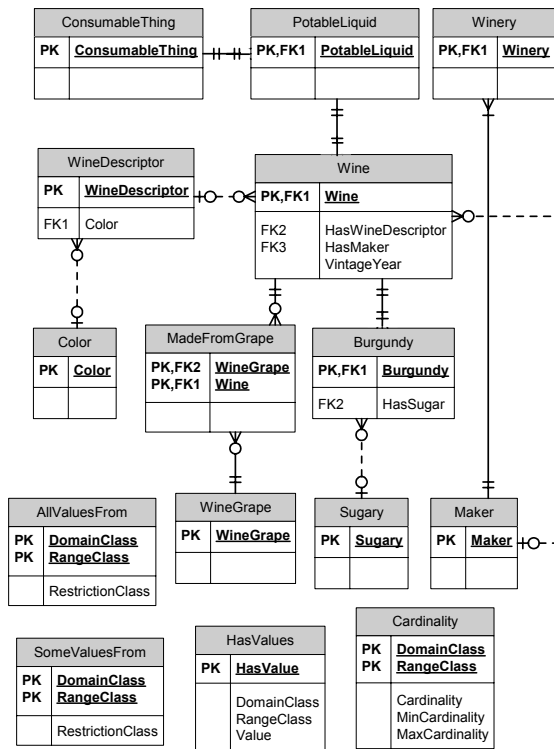 ConsumableThing
PK ConsumableThing
PotableLiquid
PK,FK1 PotableLiquid
Winery
PK,FK1 Winery
WineDescriptor
PK WineDescriptor
FK1 Color
Wine
PK,FK1 Wine
FK2 HasWineDescriptor
FK3 HasMaker
VintageYear
Color
PK Color
MadeFromGrape
PK,FK2 WineGrape
PK,FK1 Wine
Burgundy
PK,FK1 Burgundy
FK2 HasSugar
AllValuesFrom
PK DomainClass
PK RangeClass
RestrictionClass
WineGrape
PK WineGrape
Sugary
PK Sugary
Maker
PK Maker
SomeValuesFrom
PK DomainClass
PK RangeClass
RestrictionClass
HasValues
PK HasValue
DomainClass
RangeClass
Value
Cardinality
PK DomainClass
PK RangeClass
Cardinality
MinCardinality
MaxCardinality